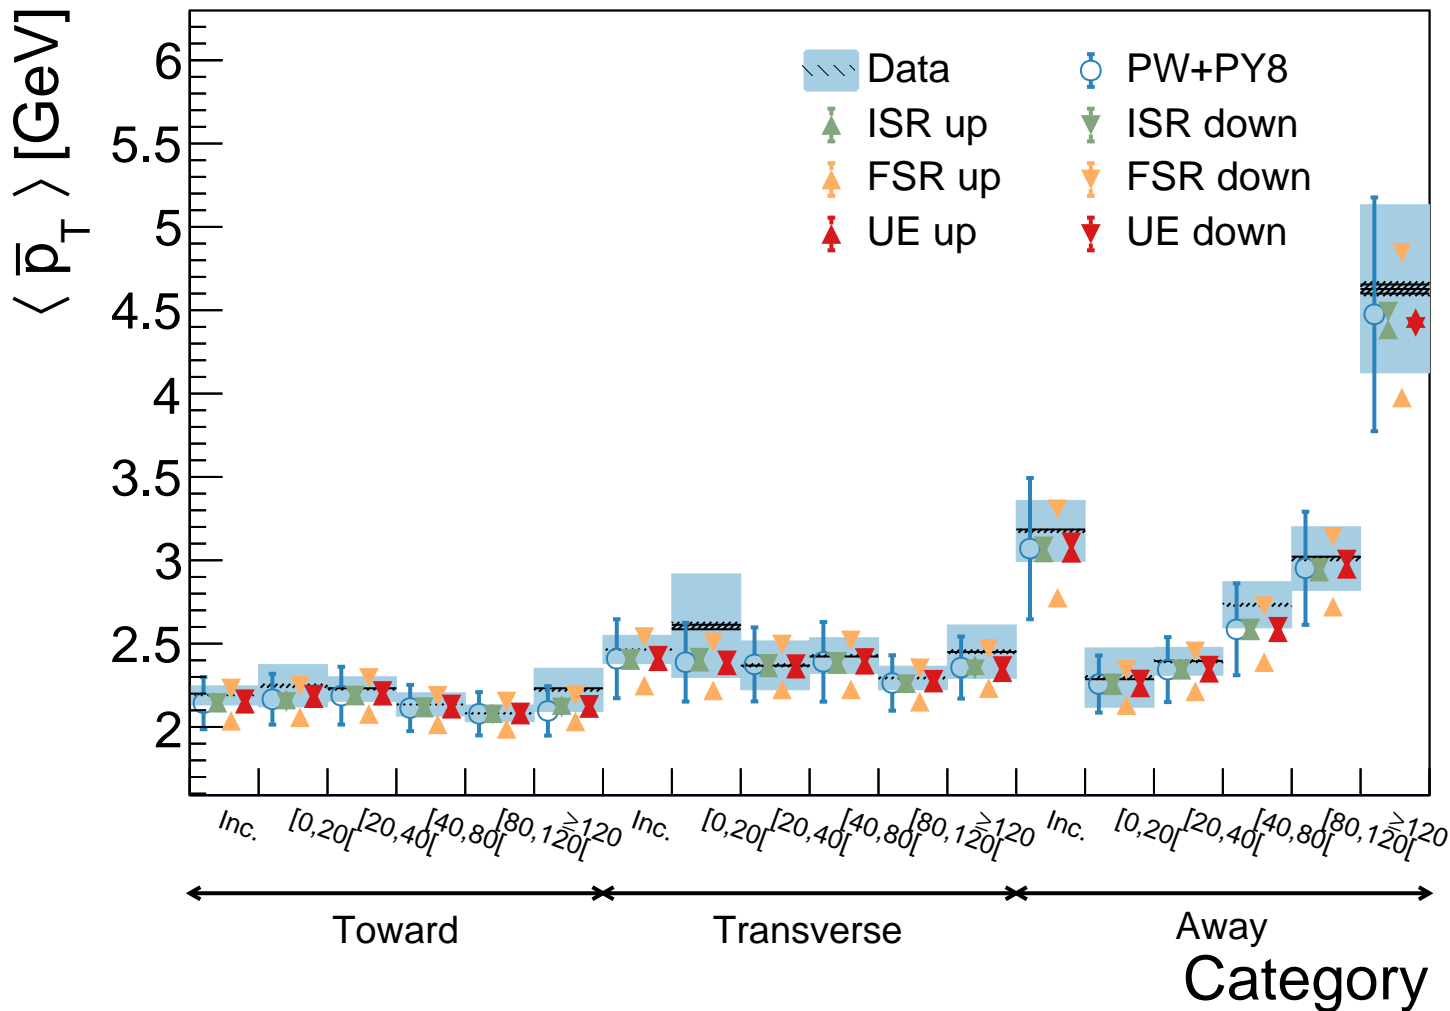 ⟨ p̅T ⟩ [GeV]
6
5.5
5
4.5
4
3.5
3
2.5
2
Data
PW+PY8
ISR up
ISR down
FSR up
FSR down
UE up
UE down
Inc.
[0,20[
[20,40[
[40,80[
[80,120[
≥120
Inc.
[0,20[
[20,40[
[40,80[
[80,120[
≥120
Inc.
[0,20[
[20,40[
[40,80[
[80,120[
≥120
Toward
Transverse
Away
Category